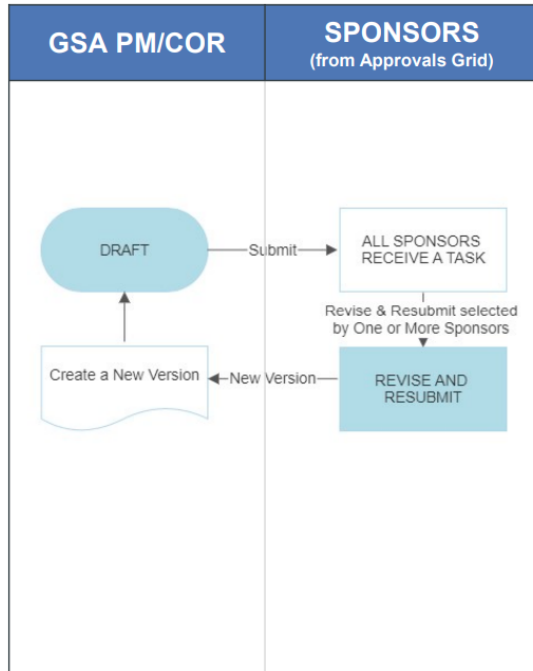 GSA PM/COR
SPONSORS
(from Approvals Grid)
DRAFT
Submit
ALL SPONSORS
RECEIVE A TASK
Revise & Resubmit selected
by One or More Sponsors
Create a New Version
New Version
REVISE AND
RESUBMIT